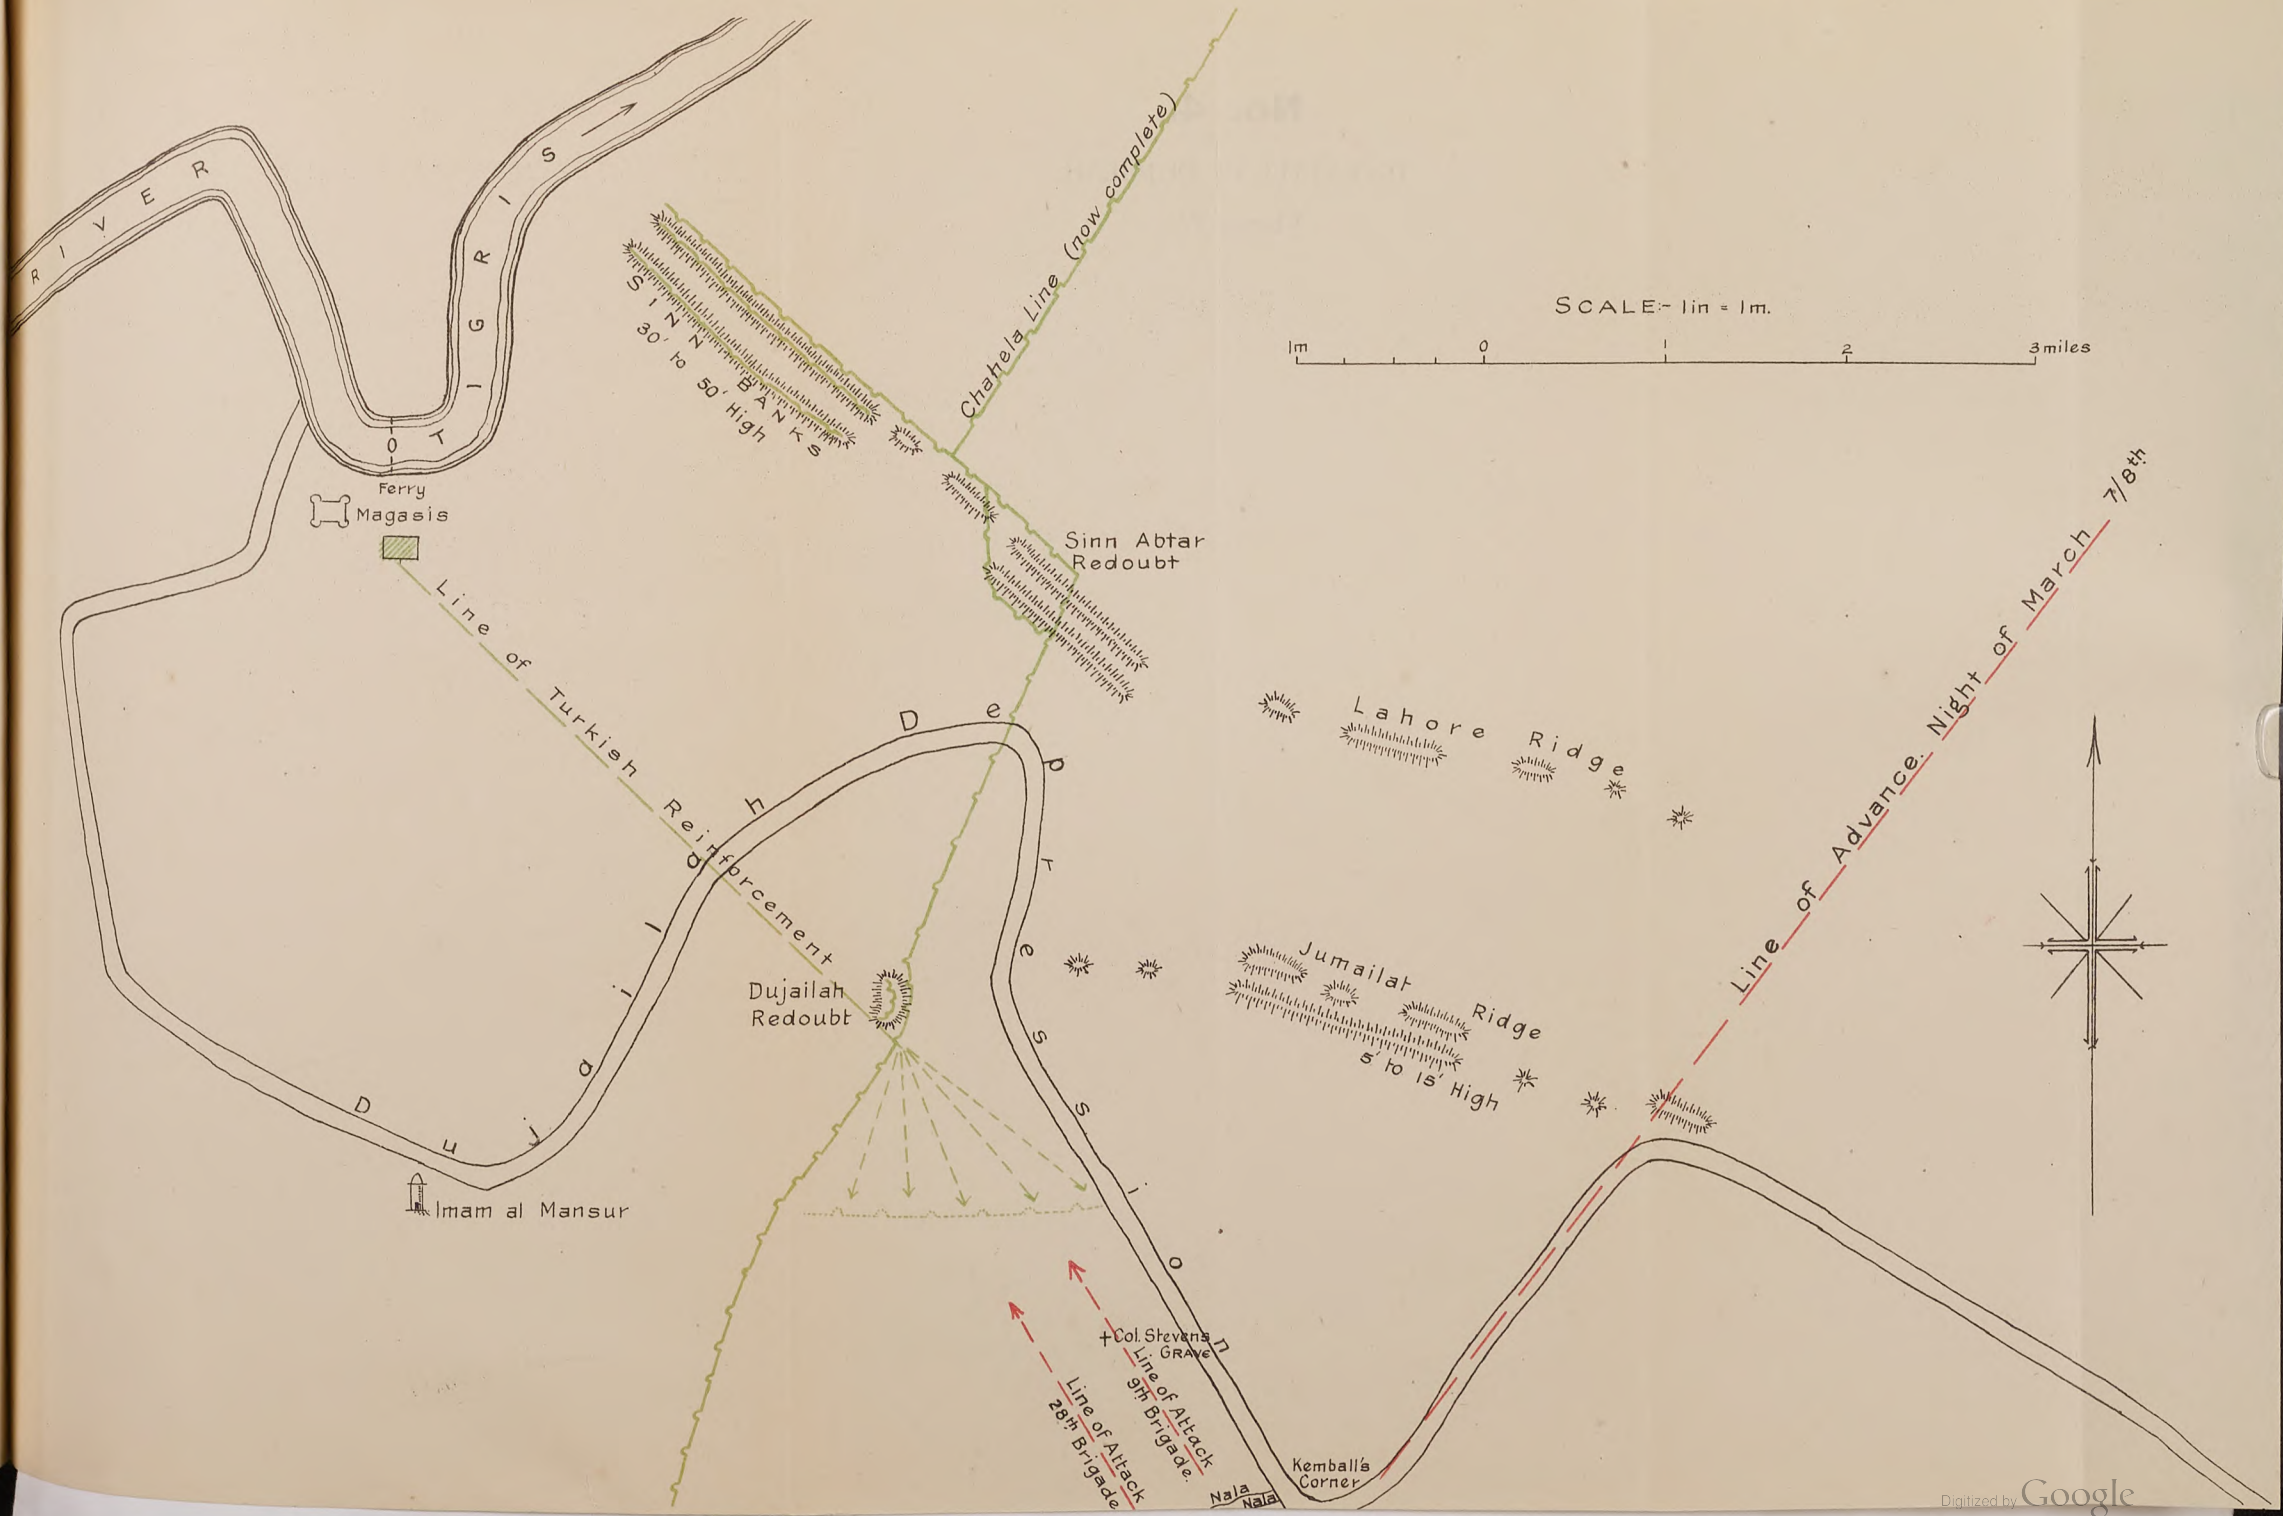 RIVER TIGRIS
Chahela Line (now complete)
SINN BANKS
30' to 50' High
SCALE:- 1in = 1m.
1m 0 1 2 3 miles
Ferry
Magasis
Sinn Abtar
Redoubt
Line of Turkish Reinforcement
Line of Advance. Night of March 7/8th
Lahore Ridge
Dujailah Depression
Jumailat Ridge
5' to 15' High
Dujailah
Redoubt
Imam al Mansur
Col. Stevens
GRAVE
Line of Attack
9th Brigade.
Line of Attack
28th Brigade
Kemball's
Corner
Nala
Nala
Digitized by Google